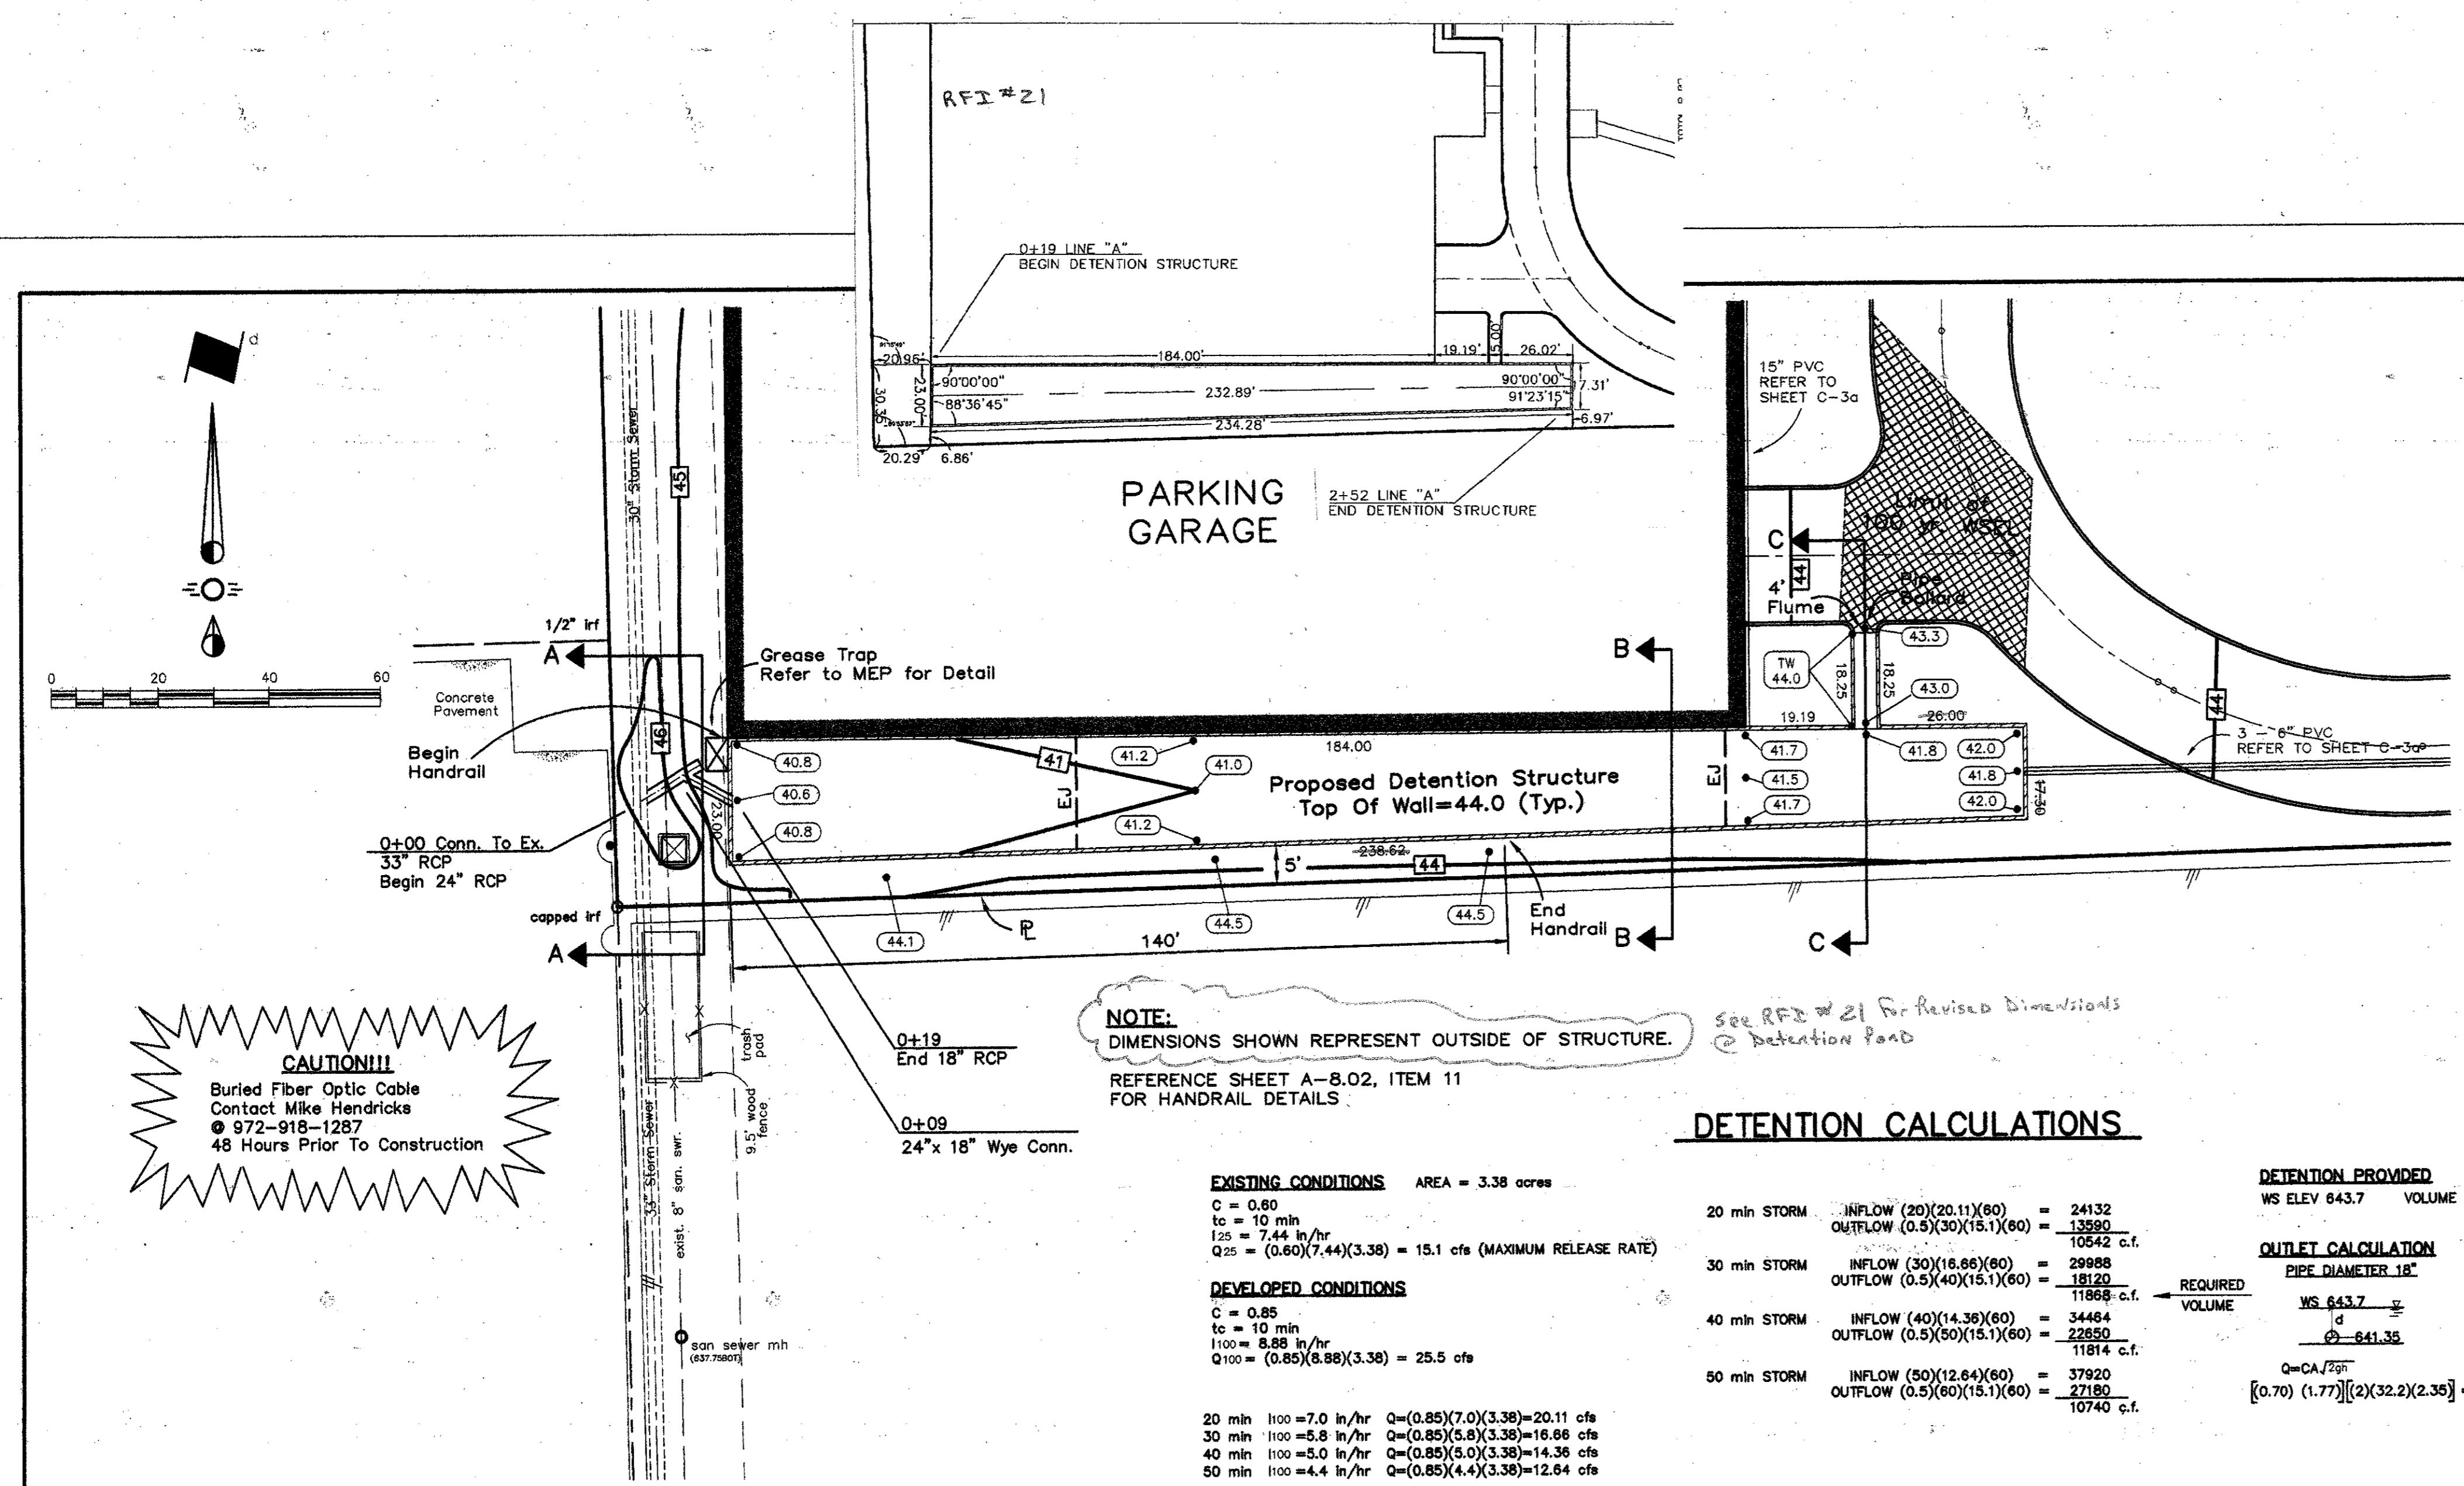 RFI #21
0+19 LINE "A"
BEGIN DETENTION STRUCTURE
20.96'
184.00'
19.19'
5.00'
26.02'
90°00'00"
90°00'00"
23.00'
232.89'
88°36'45"
91°23'15"
234.28'
6.97'
20.29'
6.86'
2+52 LINE "A"
END DETENTION STRUCTURE
PARKING
GARAGE
15" PVC
REFER TO
SHEET C-3a
Limit of
100 yr. WSEL
Pipe
Bollard
C
44
4'
Flume
43.3
TW
44.0
18.25
18.25
43.0
19.19
26.00
44
3 - 6" PVC
REFER TO SHEET C-3a
d
0 20 40 60
30" Storm Sewer
45
46
1/2" irf
A
Concrete
Pavement
Grease Trap
Refer to MEP for Detail
Begin
Handrail
B
0+00 Conn. To Ex.
33" RCP
Begin 24" RCP
23.00
40.8
40.6
40.8
41
EJ
41.2
184.00
41.0
41.2
Proposed Detention Structure
Top Of Wall=44.0 (Typ.)
EJ
41.7
41.5
41.7
41.8
42.0
41.8
42.0
17.30
238.62
5'
44
44.1
44.5
44.5
End
Handrail
B
C
capped irf
A
PL
140'
trash
pad
9.5' wood
fence
33" Storm Sewer
exist. 8" san. swr.
san sewer mh
0+19
End 18" RCP
0+09
24"x 18" Wye Conn.
CAUTION!!!
Buried Fiber Optic Cable
Contact Mike Hendricks
@ 972-918-1287
48 Hours Prior To Construction
NOTE:
DIMENSIONS SHOWN REPRESENT OUTSIDE OF STRUCTURE.
See RFI # 21 For Revised Dimensions
@ Detention Pond
REFERENCE SHEET A-8.02, ITEM 11
FOR HANDRAIL DETAILS
DETENTION CALCULATIONS
EXISTING CONDITIONS AREA = 3.38 acres
C = 0.60
tc = 10 min
I25 = 7.44 in/hr
Q25 = (0.60)(7.44)(3.38) = 15.1 cfs (MAXIMUM RELEASE RATE)
DEVELOPED CONDITIONS
C = 0.85
tc = 10 min
I100 = 8.88 in/hr
Q100 = (0.85)(8.88)(3.38) = 25.5 cfs
20 min I100 =7.0 in/hr Q=(0.85)(7.0)(3.38)=20.11 cfs
30 min I100 =5.8 in/hr Q=(0.85)(5.8)(3.38)=16.66 cfs
40 min I100 =5.0 in/hr Q=(0.85)(5.0)(3.38)=14.36 cfs
50 min I100 =4.4 in/hr Q=(0.85)(4.4)(3.38)=12.64 cfs
20 min STORM INFLOW (20)(20.11)(60) = 24132
OUTFLOW (0.5)(30)(15.1)(60) = 13590
10542 c.f.
30 min STORM INFLOW (30)(16.66)(60) = 29988
OUTFLOW (0.5)(40)(15.1)(60) = 18120
11868 c.f.
REQUIRED
VOLUME
40 min STORM INFLOW (40)(14.36)(60) = 34464
OUTFLOW (0.5)(50)(15.1)(60) = 22650
11814 c.f.
50 min STORM INFLOW (50)(12.64)(60) = 37920
OUTFLOW (0.5)(60)(15.1)(60) = 27180
10740 c.f.
DETENTION PROVIDED
WS ELEV 643.7 VOLUME
OUTLET CALCULATION
PIPE DIAMETER 18"
WS 643.7
d
641.35
Q=CA√2gh
[(0.70) (1.77)][(2)(32.2)(2.35)] =